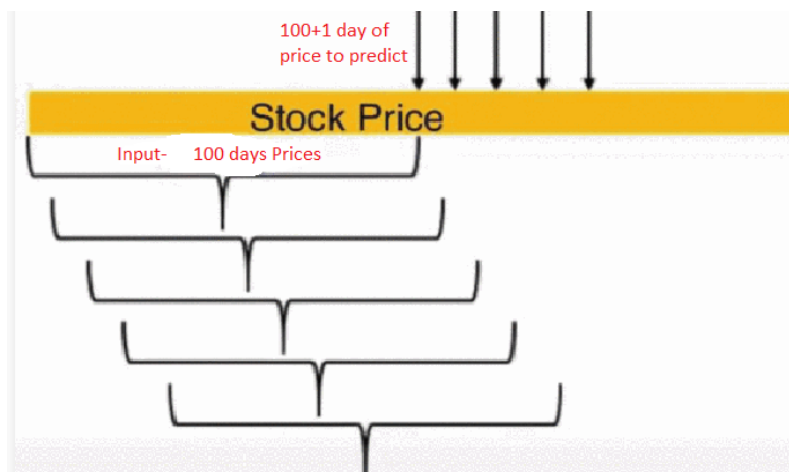 100+1 day of
price to predict
Stock Price
Input- 100 days Prices